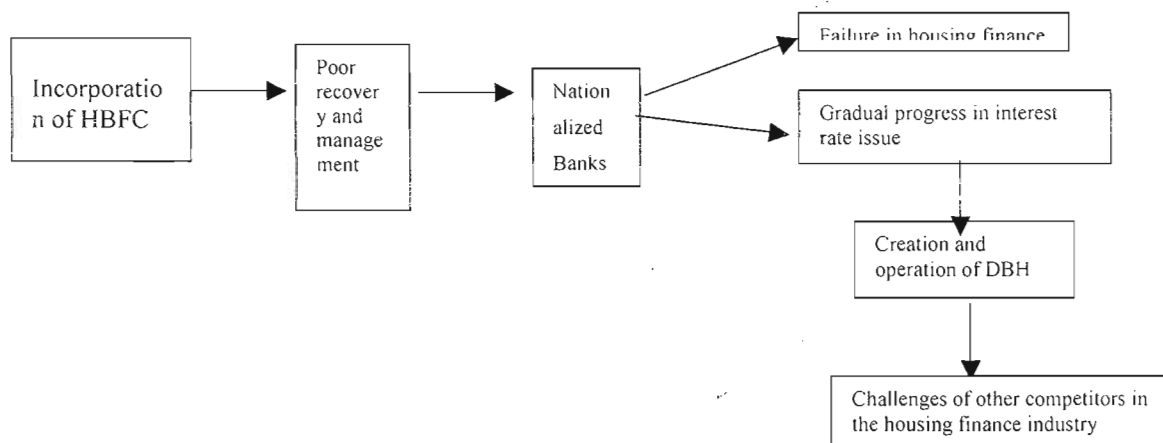 Incorporatio
n of HBFC
Poor
recover
y and
manage
ment
Nation
alized
Banks
Failure in housing finance
Gradual progress in interest
rate issue
Creation and
operation of DBH
Challenges of other competitors in
the housing finance industry